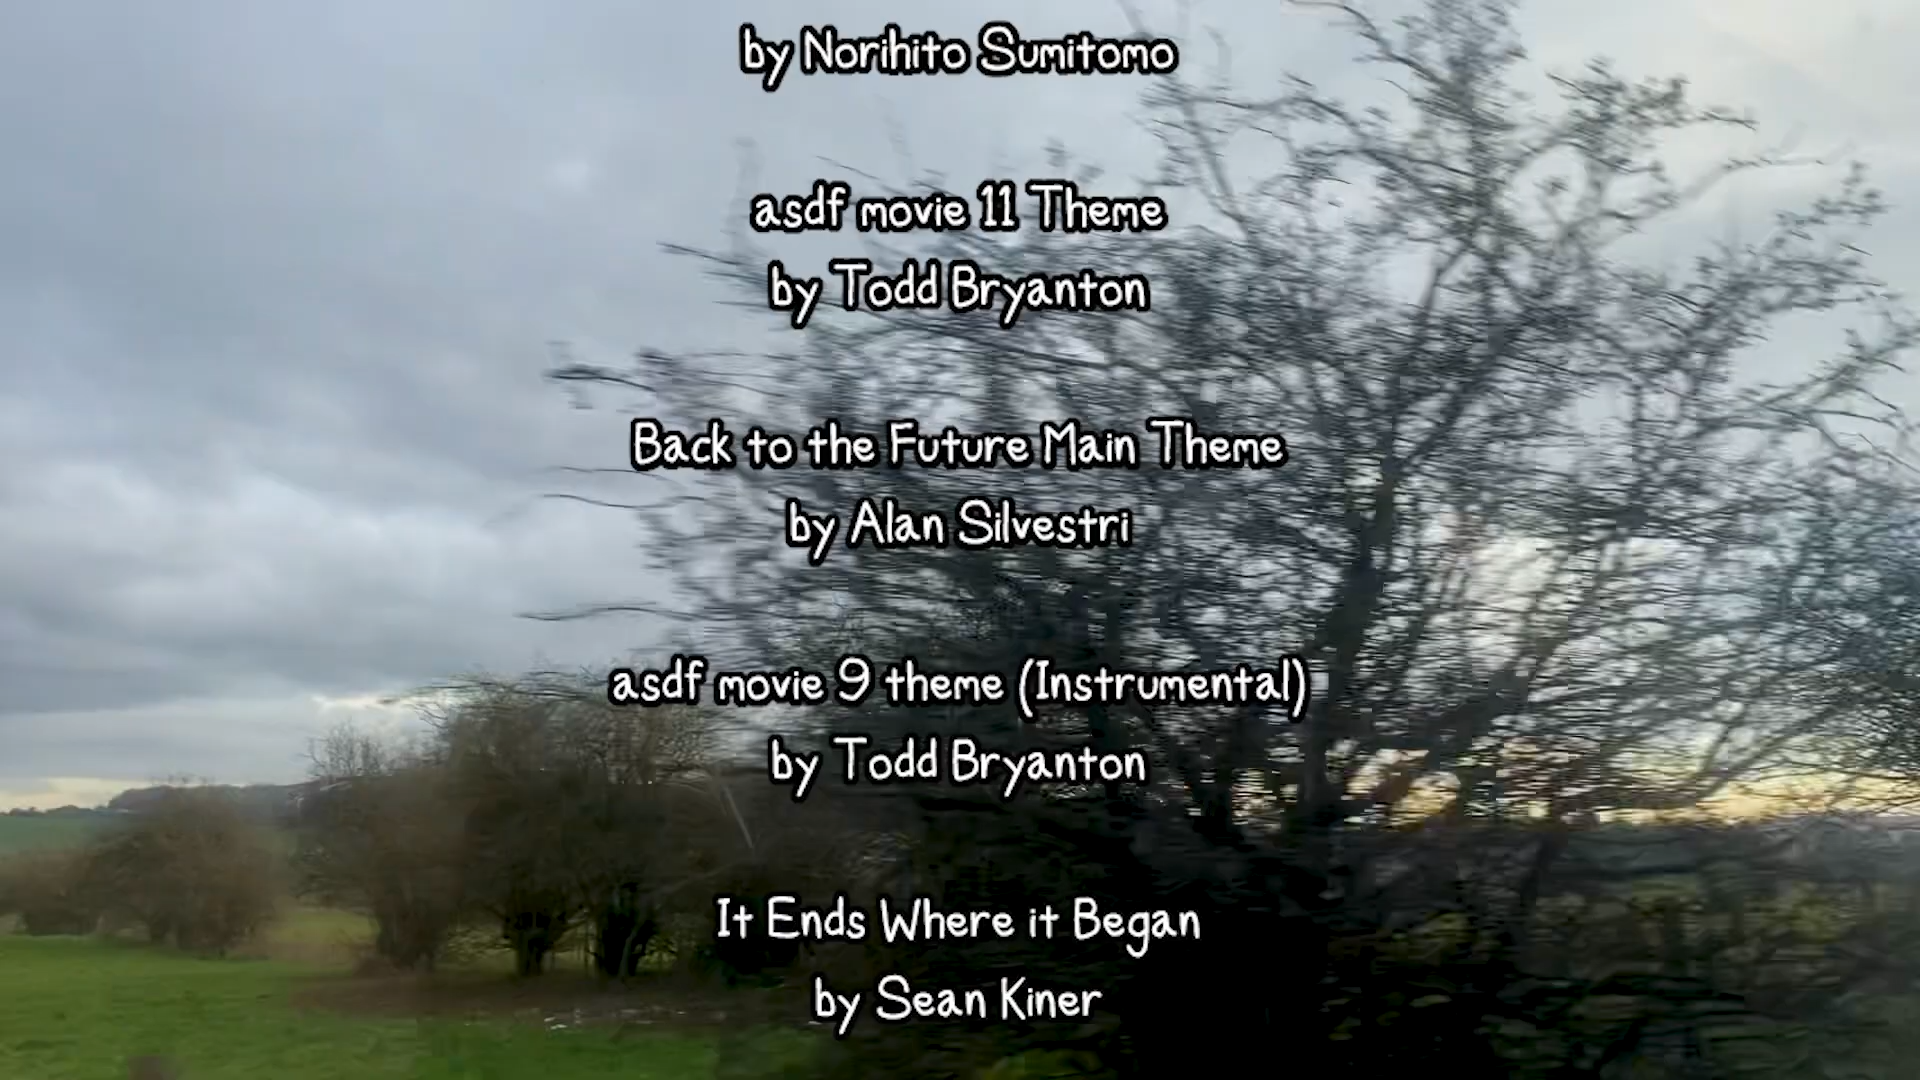 by Norihito Sumitomo
asdf movie 11 Theme
by Todd Bryanton
Back to the Future Main Theme
by Alan Silvestri
asdf movie 9 theme (Instrumental)
by Todd Bryanton
It Ends Where it Began
by Sean Kiner